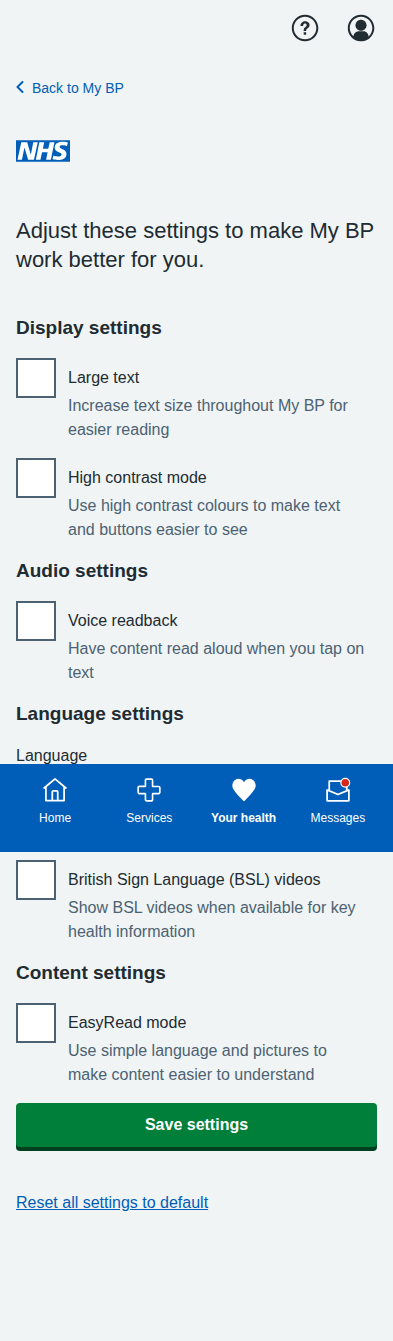 Back to My BP
NHS
Adjust these settings to make My BP
work better for you.
Display settings
Large text
Increase text size throughout My BP for
easier reading
High contrast mode
Use high contrast colours to make text
and buttons easier to see
Audio settings
Voice readback
Have content read aloud when you tap on
text
Language settings
Language
Home Services Your health Messages
British Sign Language (BSL) videos
Show BSL videos when available for key
health information
Content settings
EasyRead mode
Use simple language and pictures to
make content easier to understand
Save settings
Reset all settings to default